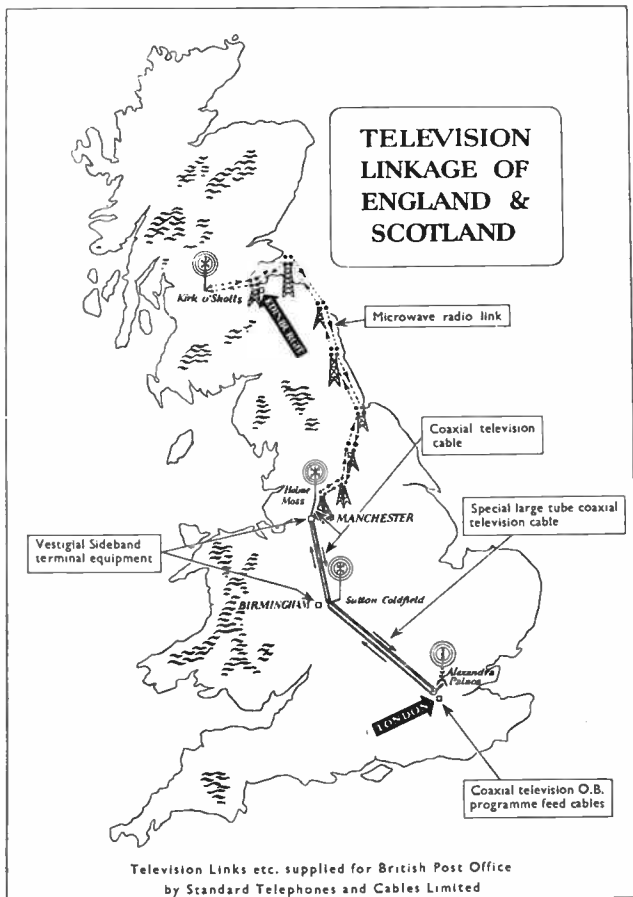 TELEVISION
LINKAGE OF
ENGLAND &
SCOTLAND
Kirk o'Shotts
EDINBURGH
Microwave radio link
Coaxial television
cable
Holme
Moss
MANCHESTER
Special large tube coaxial
television cable
Vestigial Sideband
terminal equipment
BIRMINGHAM
Sutton Coldfield
Alexandra
Palace
LONDON
Coaxial television O.B.
programme feed cables
Television Links etc. supplied for British Post Office
by Standard Telephones and Cables Limited